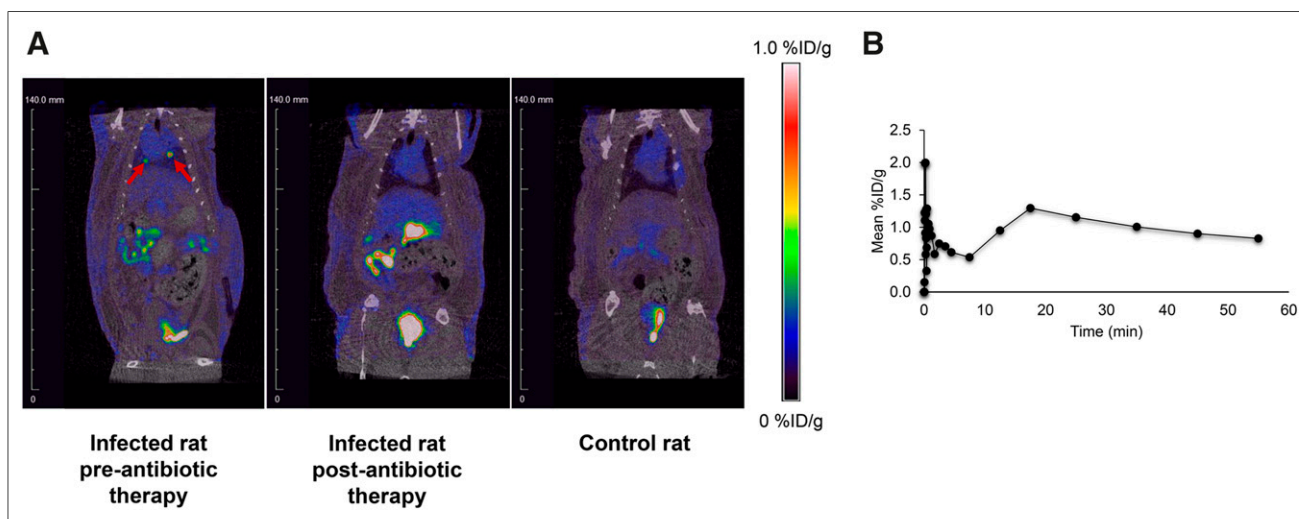 A
1.0 %ID/g
B
140.0 mm
140.0 mm
140.0 mm
0
0
0
0 %ID/g
Infected rat
pre-antibiotic
therapy
Infected rat
post-antibiotic
therapy
Control rat
Mean %ID/g
2.5
2.0
1.5
1.0
0.5
0.0
0
10
20
30
40
50
60
Time (min)